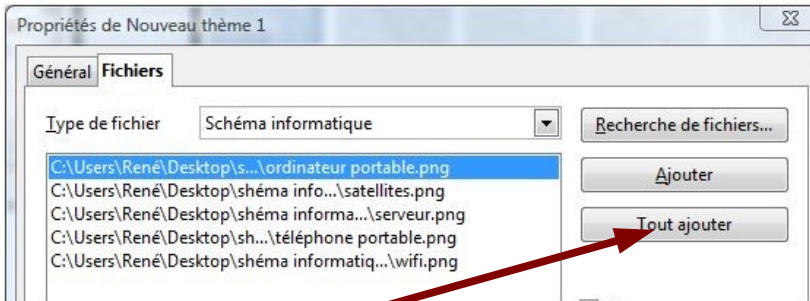 Propriétés de Nouveau thème 1
Général Fichiers
Type de fichier Schéma informatique Recherche de fichiers...
C:\Users\René\Desktop\s...\ordinateur portable.png
Ajouter
C:\Users\René\Desktop\shéma info...\satellites.png
C:\Users\René\Desktop\shéma informa...\serveur.png
Tout ajouter
C:\Users\René\Desktop\sh...\téléphone portable.png
C:\Users\René\Desktop\shéma informatiq...\wifi.png